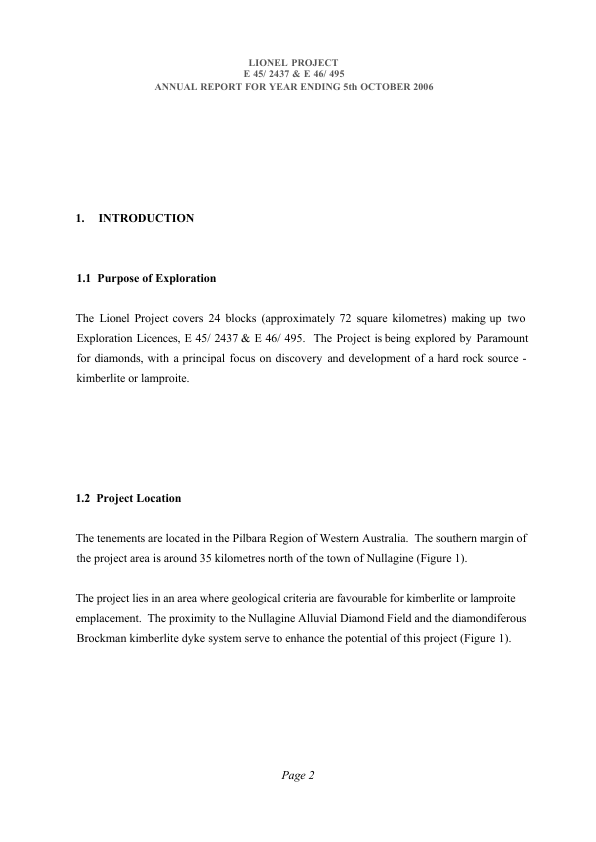 LIONEL PROJECT
E 45/ 2437 & E 46/ 495
ANNUAL REPORT FOR YEAR ENDING 5th OCTOBER 2006
1. INTRODUCTION
1.1 Purpose of Exploration
The Lionel Project covers 24 blocks (approximately 72 square kilometres) making up two
Exploration Licences, E 45/ 2437 & E 46/ 495. The Project is being explored by Paramount
for diamonds, with a principal focus on discovery and development of a hard rock source -
kimberlite or lamproite.
1.2 Project Location
The tenements are located in the Pilbara Region of Western Australia. The southern margin of
the project area is around 35 kilometres north of the town of Nullagine (Figure 1).
The project lies in an area where geological criteria are favourable for kimberlite or lamproite
emplacement. The proximity to the Nullagine Alluvial Diamond Field and the diamondiferous
Brockman kimberlite dyke system serve to enhance the potential of this project (Figure 1).
Page 2